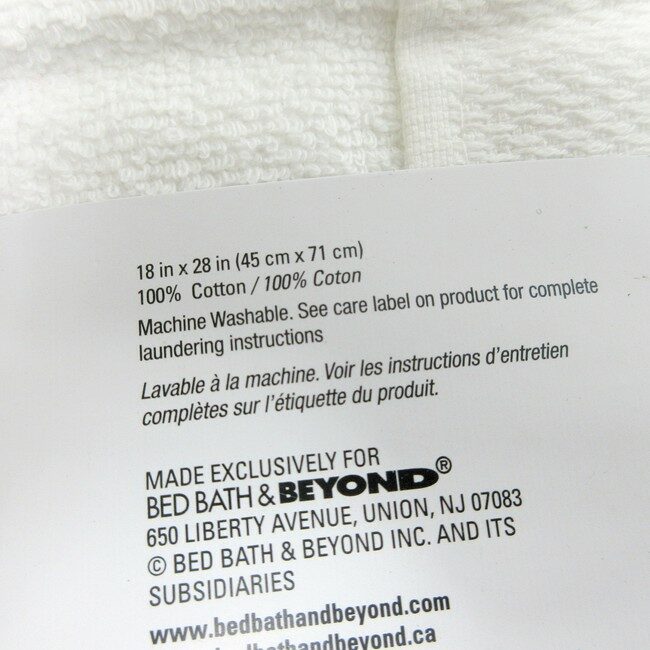 18 in x 28 in (45 cm x 71 cm)
100% Cotton / 100% Coton
Machine Washable. See care label on product for complete
laundering instructions
Lavable à la machine. Voir les instructions d'entretien
complètes sur l'étiquette du produit.
MADE EXCLUSIVELY FOR
BED BATH & BEYOND®
650 LIBERTY AVENUE, UNION, NJ 07083
© BED BATH & BEYOND INC. AND ITS
SUBSIDIARIES
www.bedbathandbeyond.com
bedbathandbeyond.ca